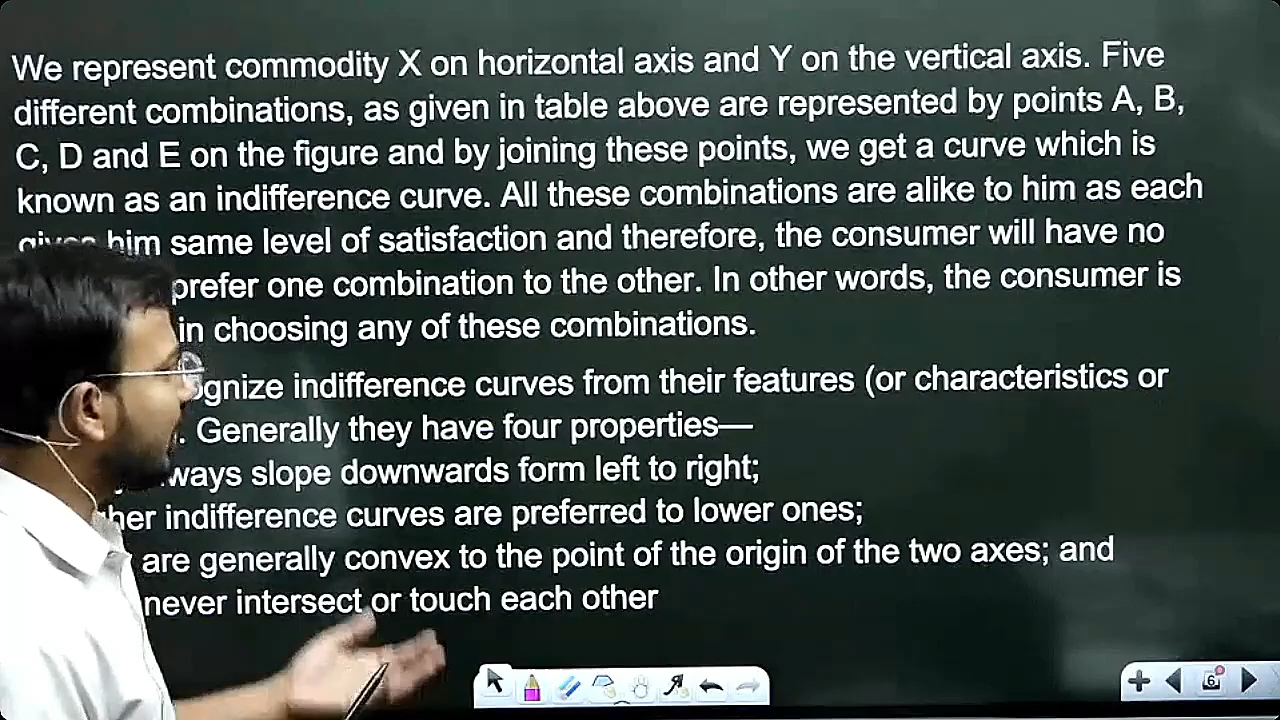 We represent commodity X on horizontal axis and Y on the vertical axis. Five
different combinations, as given in table above are represented by points A, B,
C, D and E on the figure and by joining these points, we get a curve which is
known as an indifference curve. All these combinations are alike to him as each
gives him same level of satisfaction and therefore, the consumer will have no
prefer one combination to the other. In other words, the consumer is
in choosing any of these combinations.
indifference curves from their features (or characteristics or
. Generally they have four properties—
slope downwards form left to right;
indifference curves are preferred to lower ones;
are generally convex to the point of the origin of the two axes; and
never intersect or touch each other
6